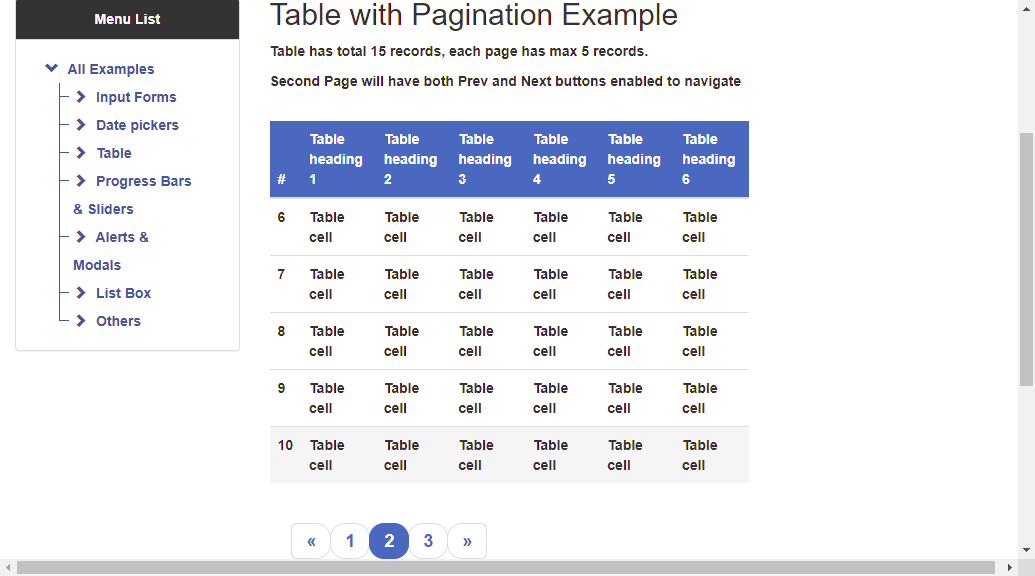 Menu List
All Examples
Input Forms
Date pickers
Table
Progress Bars
& Sliders
Alerts &
Modals
List Box
Others
Table with Pagination Example
Table has total 15 records, each page has max 5 records.
Second Page will have both Prev and Next buttons enabled to navigate
Table Table Table Table Table Table
heading heading heading heading heading heading
# 1 2 3 4 5 6
6 Table Table Table Table Table Table
cell cell cell cell cell cell
7 Table Table Table Table Table Table
cell cell cell cell cell cell
8 Table Table Table Table Table Table
cell cell cell cell cell cell
9 Table Table Table Table Table Table
cell cell cell cell cell cell
10 Table Table Table Table Table Table
cell cell cell cell cell cell
« 1 2 3 »